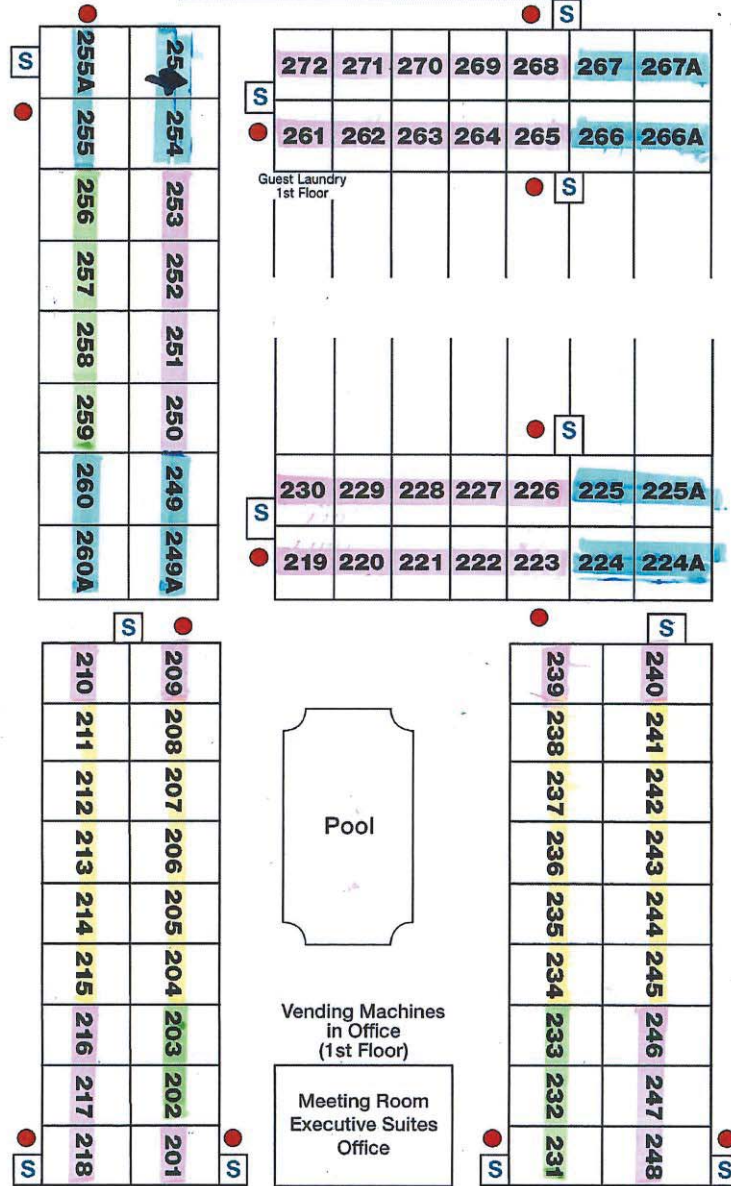 S
255A
255
254
256
253
257
252
258
251
259
250
260
249
260A
249A
S
272 271 270 269 268 267 267A
S
261 262 263 264 265 266 266A
Guest Laundry
1st Floor
S
S
230 229 228 227 226 225 225A
S
219 220 221 222 223 224 224A
S
210
209
211
208
212
207
213
206
214
205
215
204
216
203
217
202
218
201
S
S
Pool
Vending Machines
in Office
(1st Floor)
Meeting Room
Executive Suites
Office
S
239
240
238
241
237
242
236
243
235
244
234
245
233
246
232
247
231
248
S
S